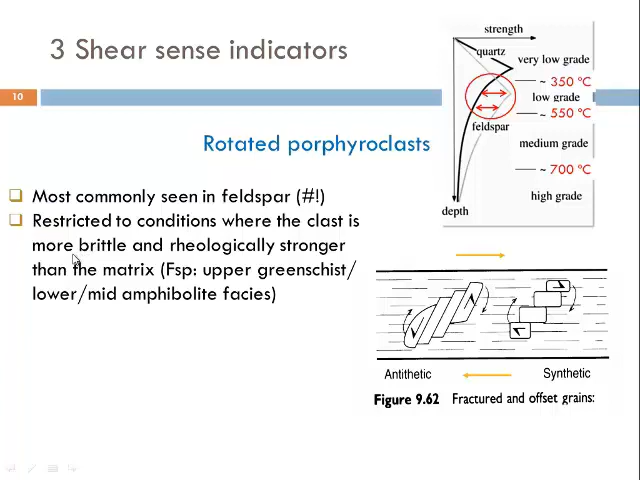 3 Shear sense indicators
10
strength
quartz
very low grade
~ 350 °C
low grade
~ 550 °C
feldspar
medium grade
~ 700 °C
high grade
depth
Rotated porphyroclasts
Most commonly seen in feldspar (#!)
Restricted to conditions where the clast is
more brittle and rheologically stronger
than the matrix (Fsp: upper greenschist/
lower/mid amphibolite facies)
Antithetic
Synthetic
Figure 9.62 Fractured and offset grains: